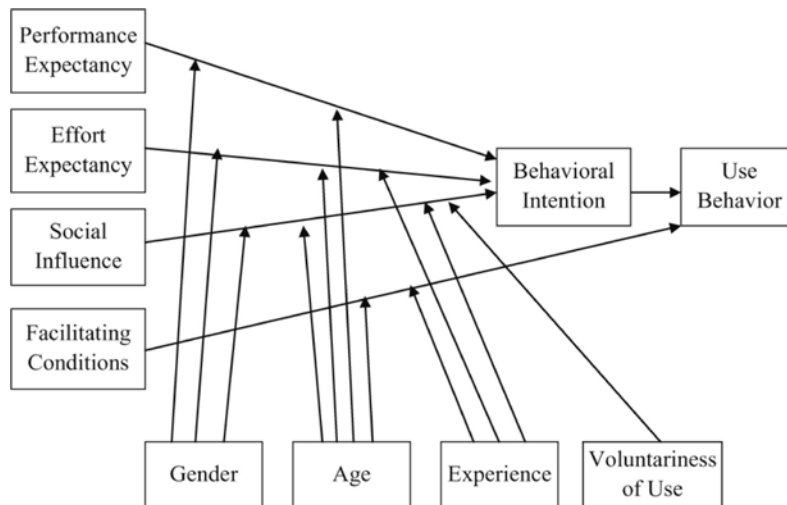 Performance
Expectancy
Effort
Expectancy
Social
Influence
Facilitating
Conditions
Behavioral
Intention
Use
Behavior
Gender
Age
Experience
Voluntariness
of Use